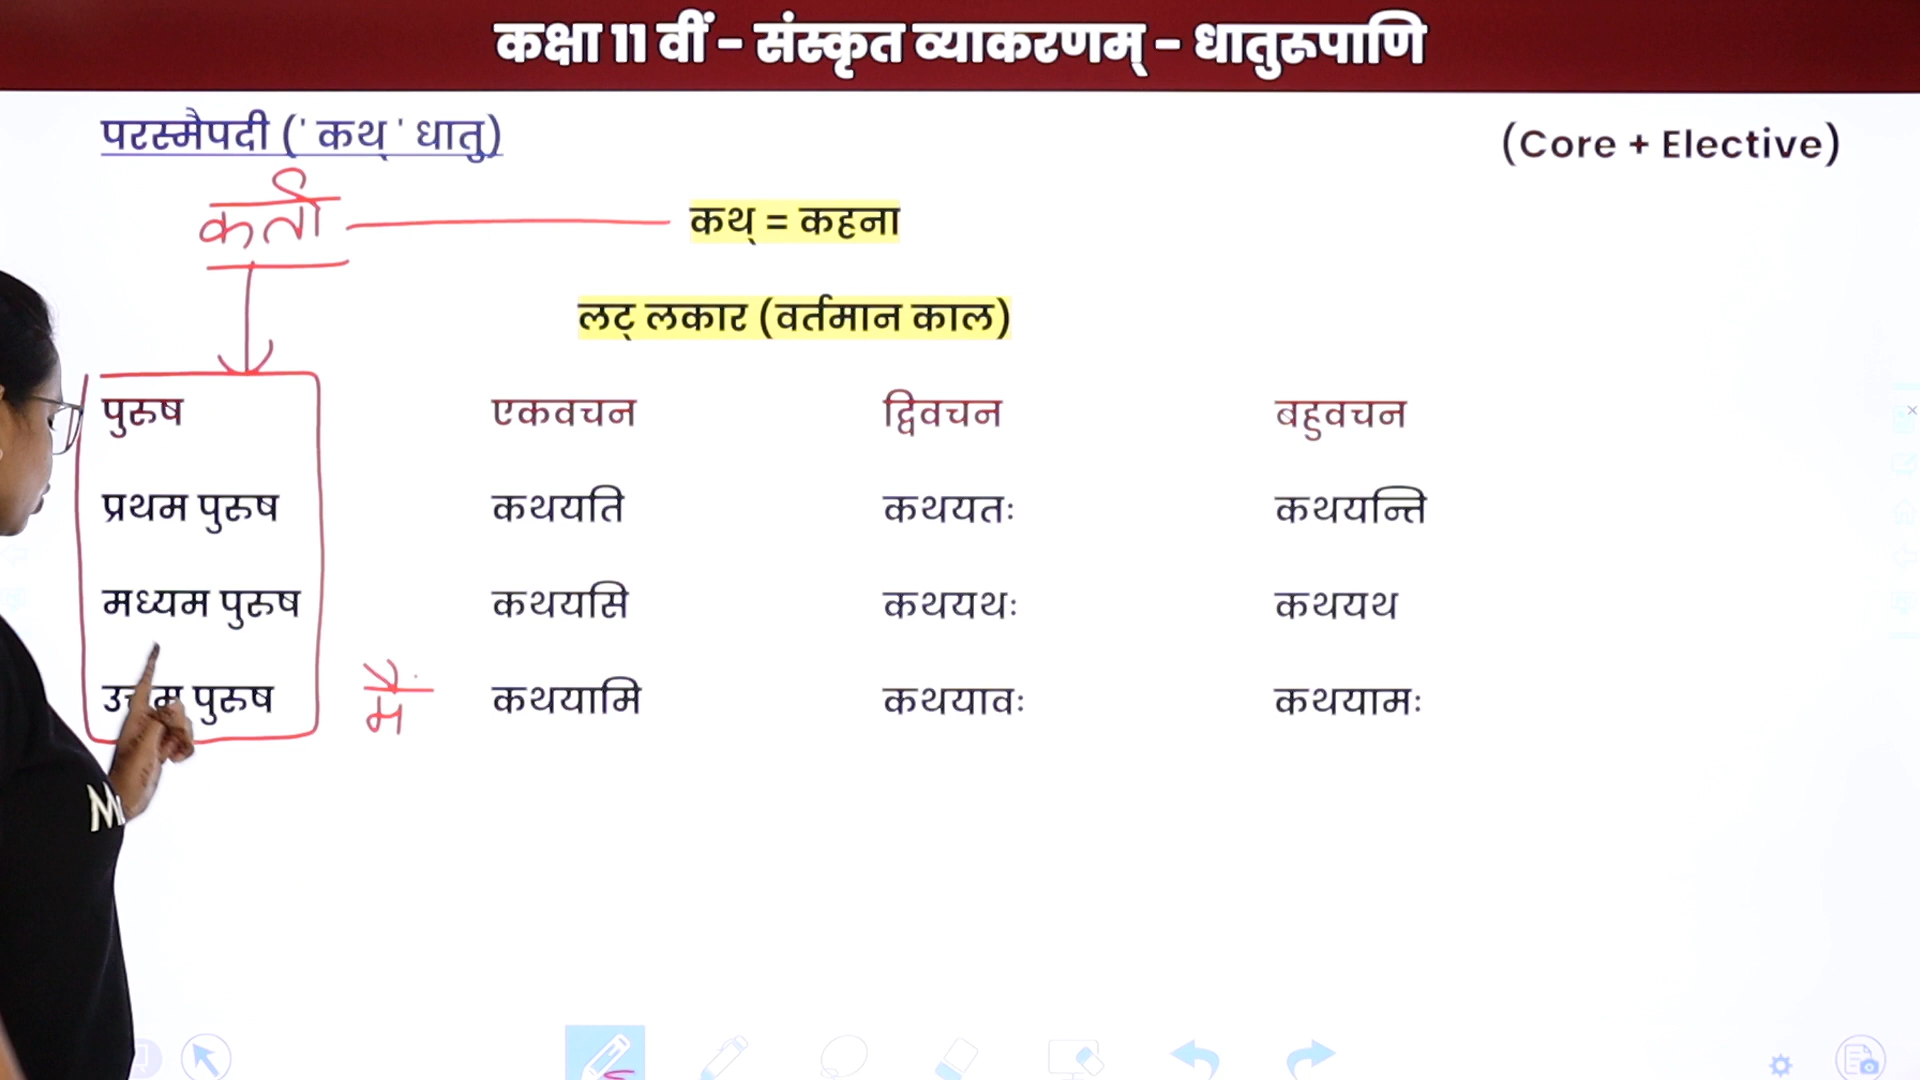 कक्षा 11 वीं - संस्कृत व्याकरणम् - धातुरूपाणि
परस्मैपदी (' कथ् ' धातु)
(Core + Elective)
कर्ता
कथ् = कहना
लट् लकार (वर्तमान काल)
पुरुष एकवचन द्विवचन बहुवचन
प्रथम पुरुष कथयति कथयतः कथयन्ति
मध्यम पुरुष कथयसि कथयथः कथयथ
उत्तम पुरुष मैं कथयामि कथयावः कथयामः